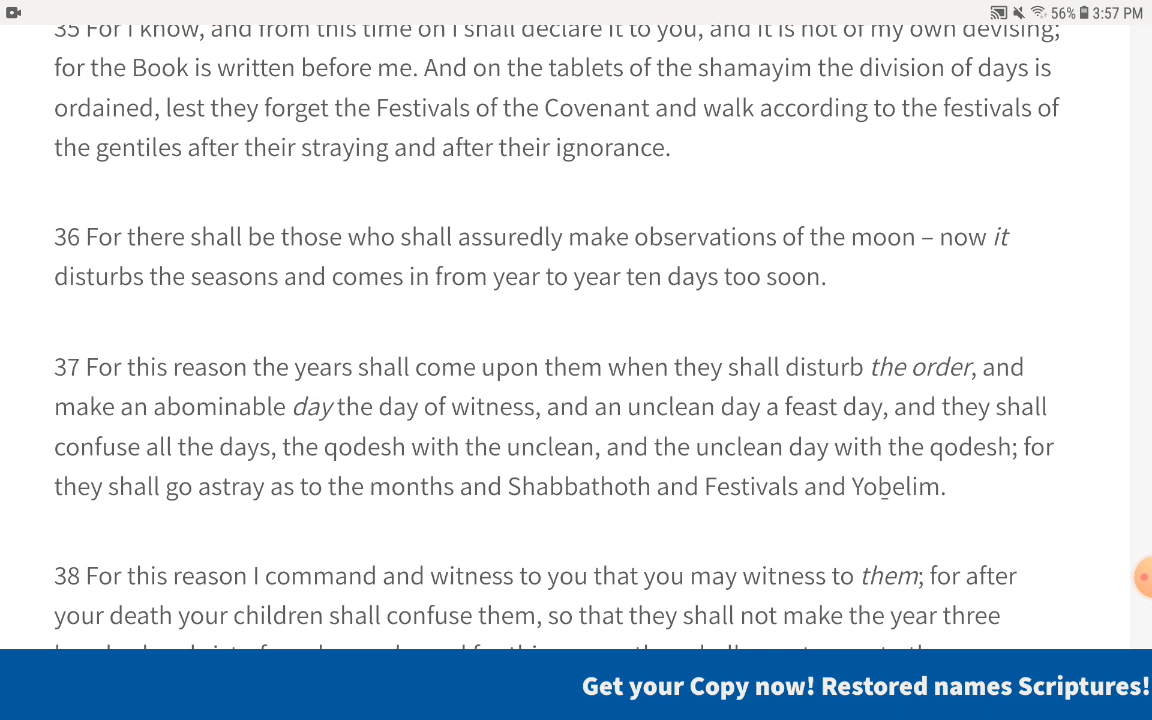 56% 3:57 PM
35 For I know, and from this time on I shall declare it to you, and it is not of my own devising;
for the Book is written before me. And on the tablets of the shamayim the division of days is
ordained, lest they forget the Festivals of the Covenant and walk according to the festivals of
the gentiles after their straying and after their ignorance.
36 For there shall be those who shall assuredly make observations of the moon – now it
disturbs the seasons and comes in from year to year ten days too soon.
37 For this reason the years shall come upon them when they shall disturb the order, and
make an abominable day the day of witness, and an unclean day a feast day, and they shall
confuse all the days, the qodesh with the unclean, and the unclean day with the qodesh; for
they shall go astray as to the months and Shabbathoth and Festivals and Yoḇelim.
38 For this reason I command and witness to you that you may witness to them; for after
your death your children shall confuse them, so that they shall not make the year three
Get your Copy now! Restored names Scriptures!